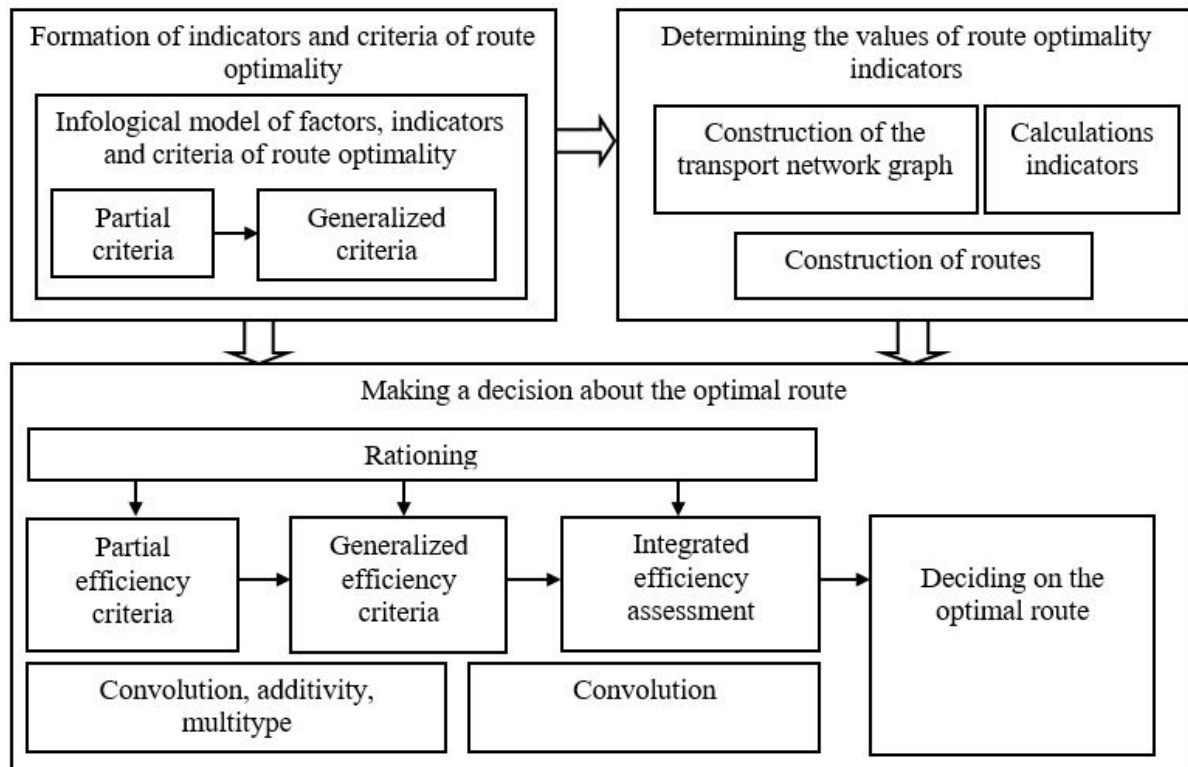 Formation of indicators and criteria of route
optimality
Infological model of factors, indicators
and criteria of route optimality
Partial
criteria
Generalized
criteria
Determining the values of route optimality
indicators
Construction of the
transport network graph
Calculations
indicators
Construction of routes
Making a decision about the optimal route
Rationing
Partial
efficiency
criteria
Generalized
efficiency
criteria
Integrated
efficiency
assessment
Deciding on the
optimal route
Convolution, additivity,
multitype
Convolution